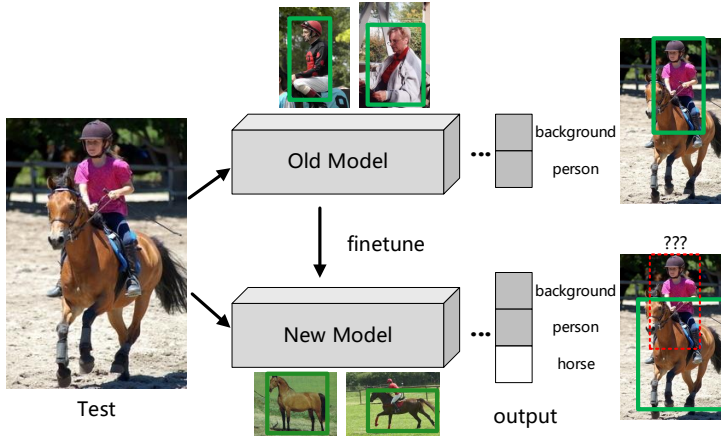 Old Model
...
background
person
finetune
???
New Model
...
background
person
horse
Test
output